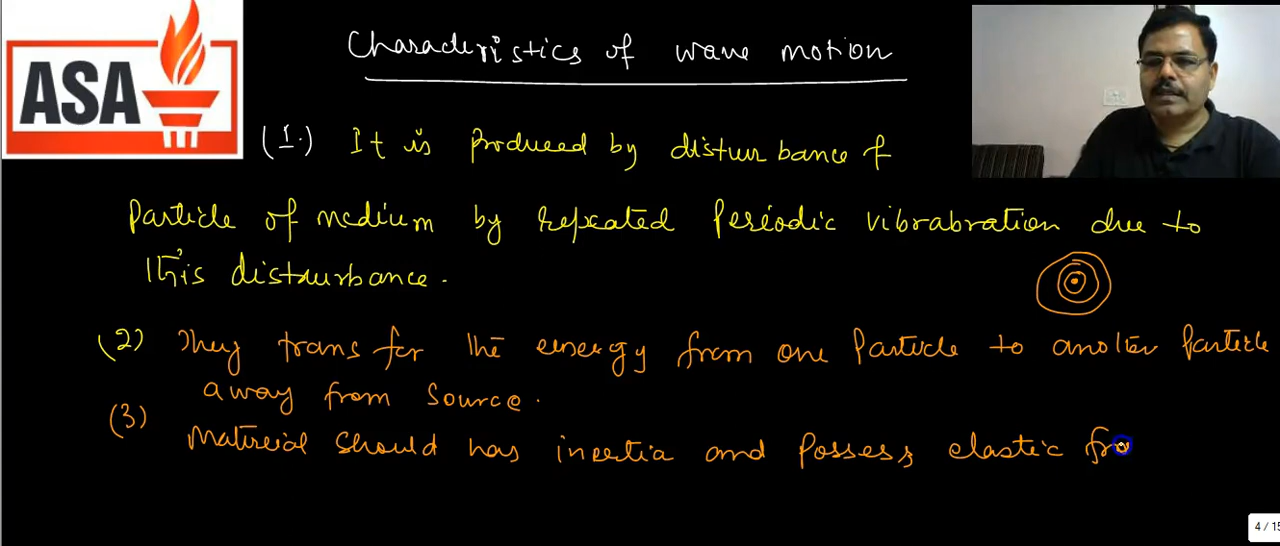 ASA
Characteristics of wave motion
(1.) It is produced by disturbance of
Particle of medium by repeated Periodic vibrabration due to
this disturbance.
(2) They transfor the energy from one Particle to another Particle
away from source.
(3)
Material should has inertia and Possess elastic fro
4 / 15